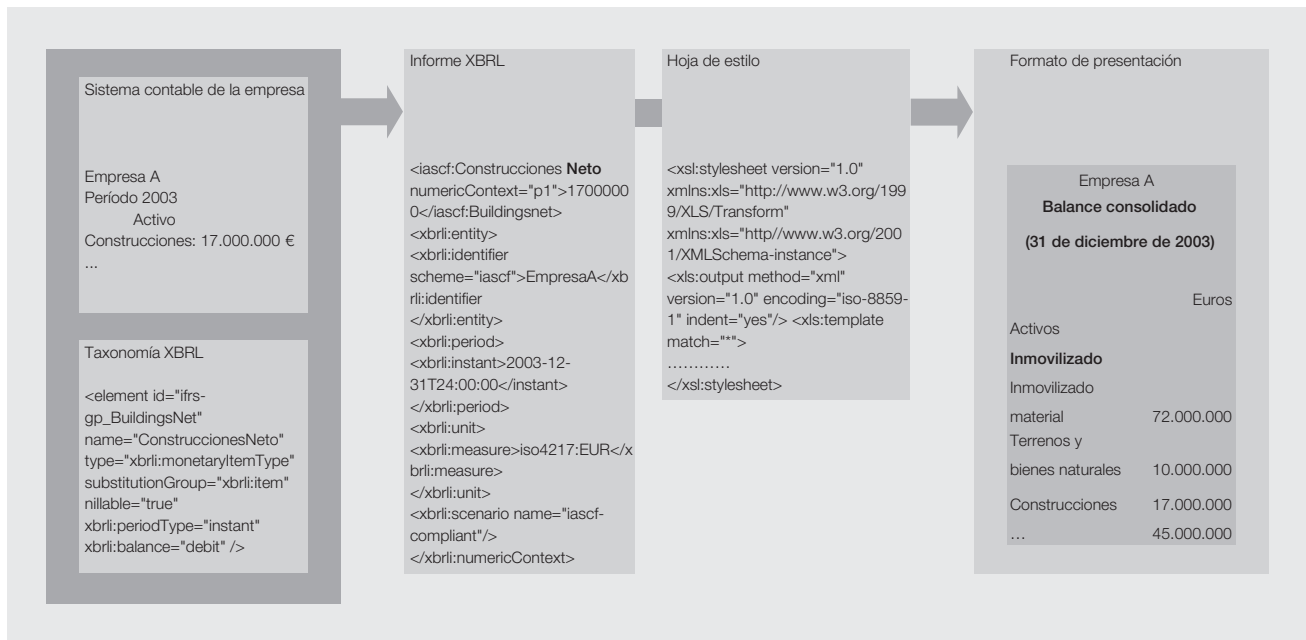 Sistema contable de la empresa
Empresa A
Período 2003
Activo
Construcciones: 17.000.000 €
...
Taxonomía XBRL
<element id="ifrs-
gp_BuildingsNet"
name="ConstruccionesNeto"
type="xbrli:monetaryItemType"
substitutionGroup="xbrli:item"
nillable="true"
xbrli:periodType="instant"
xbrli:balance="debit" />
Informe XBRL
<iascf:Construcciones Neto
numericContext="p1">1700000
0</iascf:Buildingsnet>
<xbrli:entity>
<xbrli:identifier
scheme="iascf">EmpresaA</xb
rli:identifier
</xbrli:entity>
<xbrli:period>
<xbrli:instant>2003-12-
31T24:00:00</instant>
</xbrli:period>
<xbrli:unit>
<xbrli:measure>iso4217:EUR</x
brli:measure>
</xbrli:unit>
<xbrli:scenario name="iascf-
compliant"/>
</xbrli:numericContext>
Hoja de estilo
<xsl:stylesheet version="1.0"
xmlns:xls="http://www.w3.org/199
9/XLS/Transform"
xmlns:xls="http//www.w3.org/200
1/XMLSchema-instance">
<xls:output method="xml"
version="1.0" encoding="iso-8859-
1" indent="yes"/> <xls:template
match="*">
............
</xsl:stylesheet>
Formato de presentación
Empresa A
Balance consolidado
(31 de diciembre de 2003)
Euros
Activos
Inmovilizado
Inmovilizado
material 72.000.000
Terrenos y
bienes naturales 10.000.000
Construcciones 17.000.000
... 45.000.000